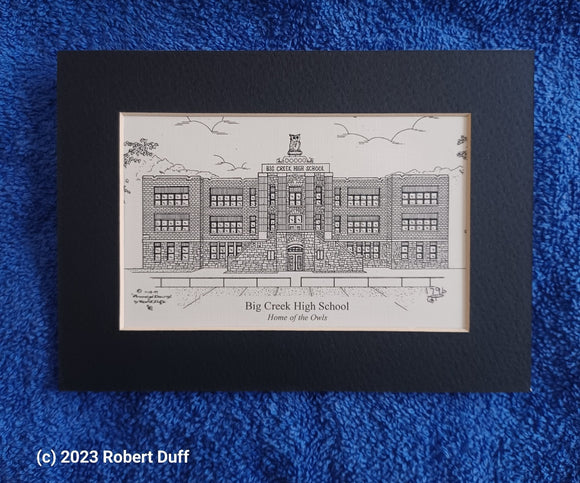 BIG CREEK HIGH SCHOOL
Big Creek High School
Home of the Owls
(c) 2023 Robert Duff